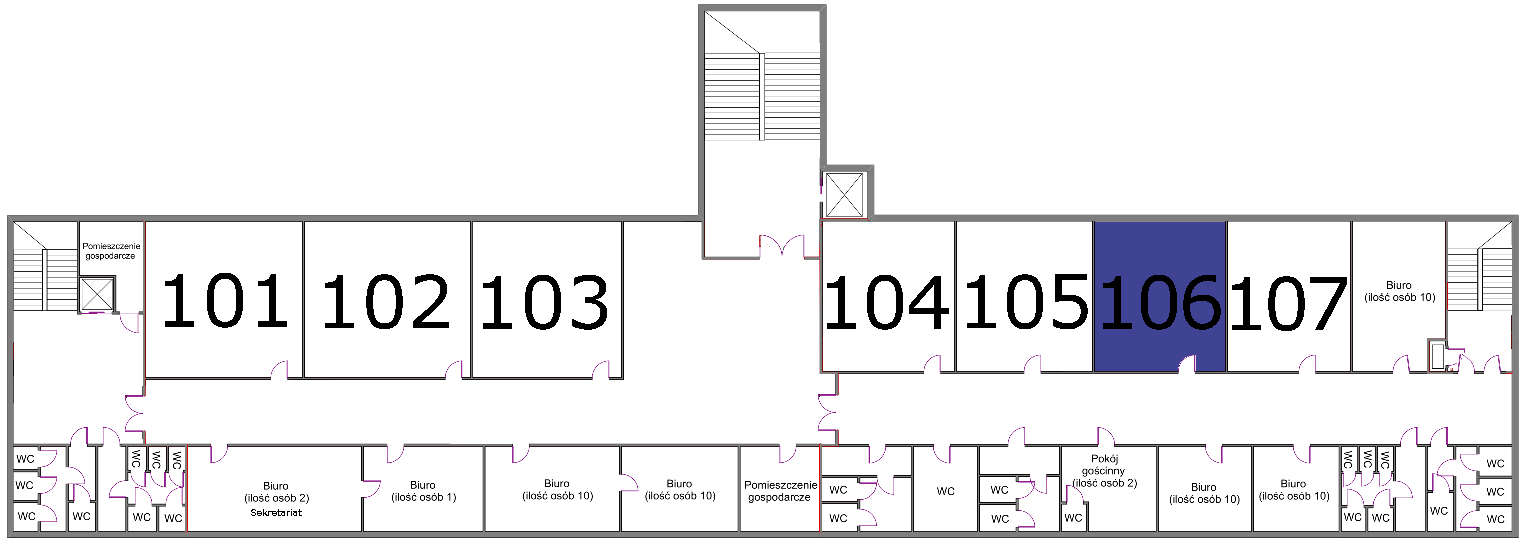 Pomieszczenie
gospodarcze
101
102
103
104
105
106
107
Biuro
(ilość osób 10)
WC
WC
WC
WC
WC
WC
WC
WC
WC
Biuro
(ilość osób 2)
Sekretariat
Biuro
(ilość osób 1)
Biuro
(ilość osób 10)
Biuro
(ilość osób 10)
Pomieszczenie
gospodarcze
WC
WC
WC
WC
WC
Pokój
gościnny
(ilość osób 2)
WC
Biuro
(ilość osób 10)
Biuro
(ilość osób 10)
WC
WC
WC
WC
WC
WC
WC
WC
WC